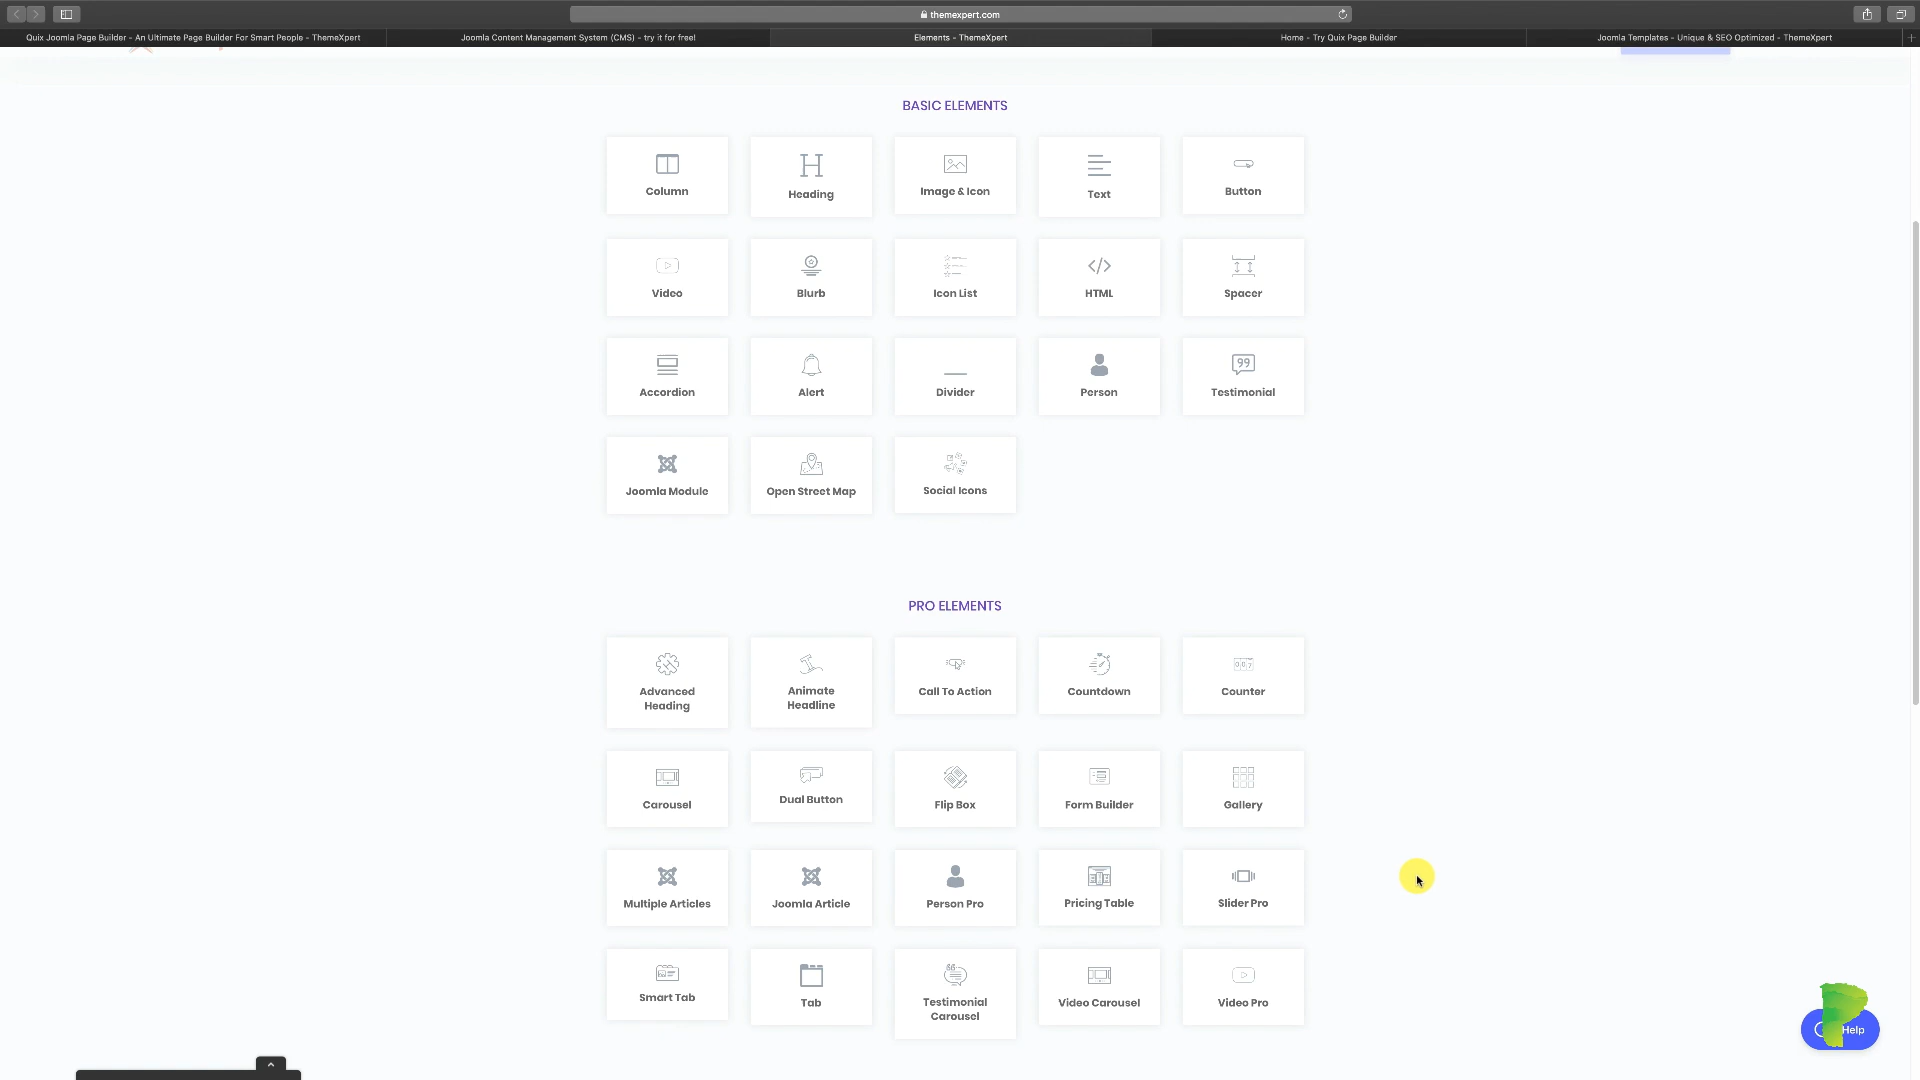 themexpert.com
Quix Joomla Page Builder - An Ultimate Page Builder For Smart People - ThemeXpert
Joomla Content Management System (CMS) - try it for free!
Elements - ThemeXpert
Home - Try Quix Page Builder
Joomla Templates - Unique & SEO Optimized - ThemeXpert
BASIC ELEMENTS
Column
Heading
Image & Icon
Text
Button
Video
Blurb
Icon List
HTML
Spacer
Accordion
Alert
Divider
Person
Testimonial
Joomla Module
Open Street Map
Social Icons
PRO ELEMENTS
Advanced
Heading
Animate
Headline
Call To Action
Countdown
Counter
Carousel
Dual Button
Flip Box
Form Builder
Gallery
Multiple Articles
Joomla Article
Person Pro
Pricing Table
Slider Pro
Smart Tab
Tab
Testimonial
Carousel
Video Carousel
Video Pro
Help